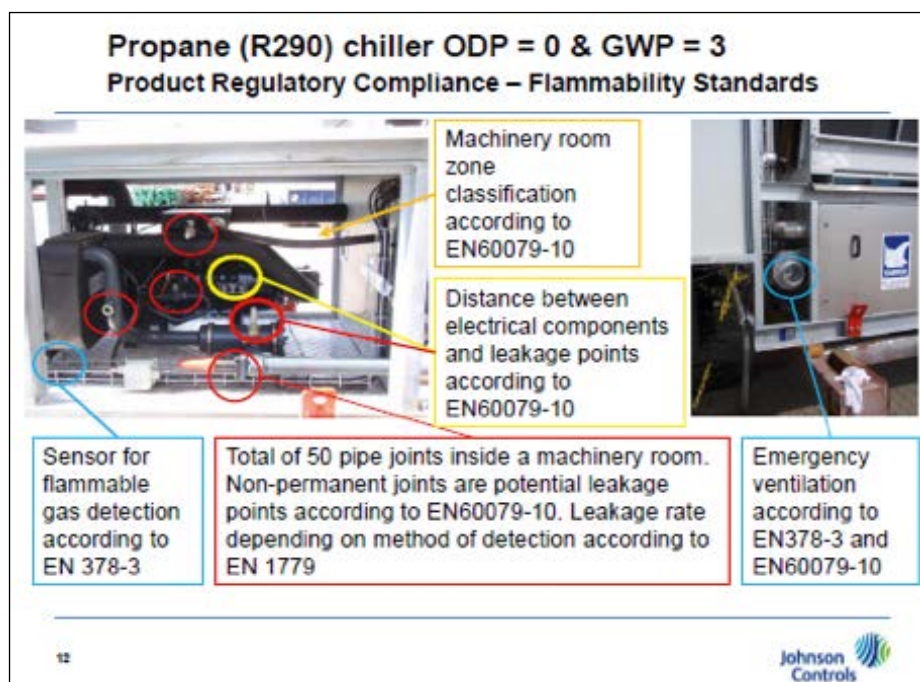 Propane (R290) chiller ODP = 0 & GWP = 3
Product Regulatory Compliance – Flammability Standards
Machinery room
zone
classification
according to
EN60079-10
Distance between
electrical components
and leakage points
according to
EN60079-10
Sensor for
flammable
gas detection
according to
EN 378-3
Total of 50 pipe joints inside a machinery room.
Non-permanent joints are potential leakage
points according to EN60079-10. Leakage rate
depending on method of detection according to
EN 1779
Emergency
ventilation
according to
EN378-3 and
EN60079-10
12
Johnson
Controls